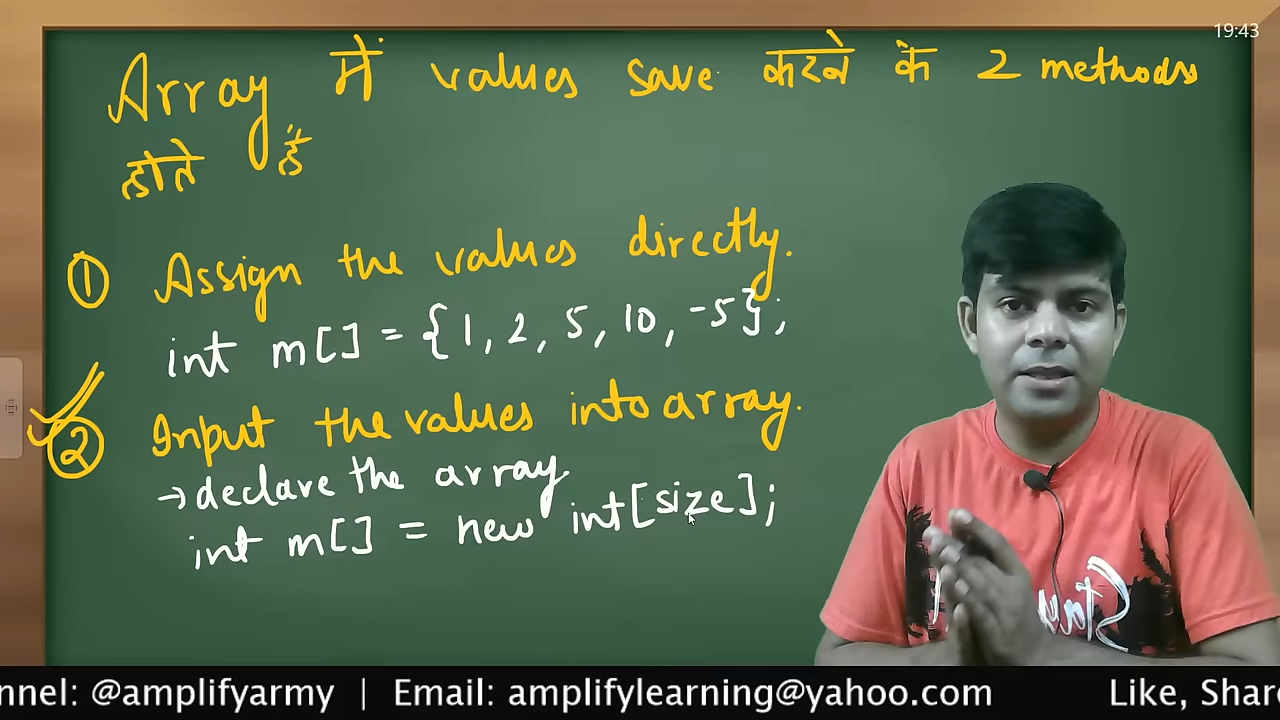 19:43
Array में values save करने के 2 methods
होते हैं
① Assign the values directly.
int m[] = {1, 2, 5, 10, -5};
② Input the values into array.
→ declare the array.
int m[] = new int[size];
nnel: @amplifyarmy | Email: amplifylearning@yahoo.com Like, Share